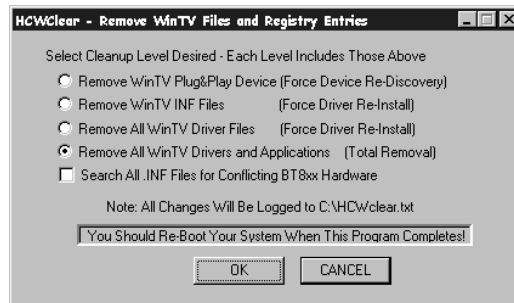 HCWClear - Remove WinTV Files and Registry Entries
Select Cleanup Level Desired - Each Level Includes Those Above
Remove WinTV Plug&Play Device (Force Device Re-Discovery)
Remove WinTV INF Files (Force Driver Re-Install)
Remove All WinTV Driver Files (Force Driver Re-Install)
Remove All WinTV Drivers and Applications (Total Removal)
Search All .INF Files for Conflicting BT8xx Hardware
Note: All Changes Will Be Logged to C:\HCWclear.txt
You Should Re-Boot Your System When This Program Completes!
OK CANCEL